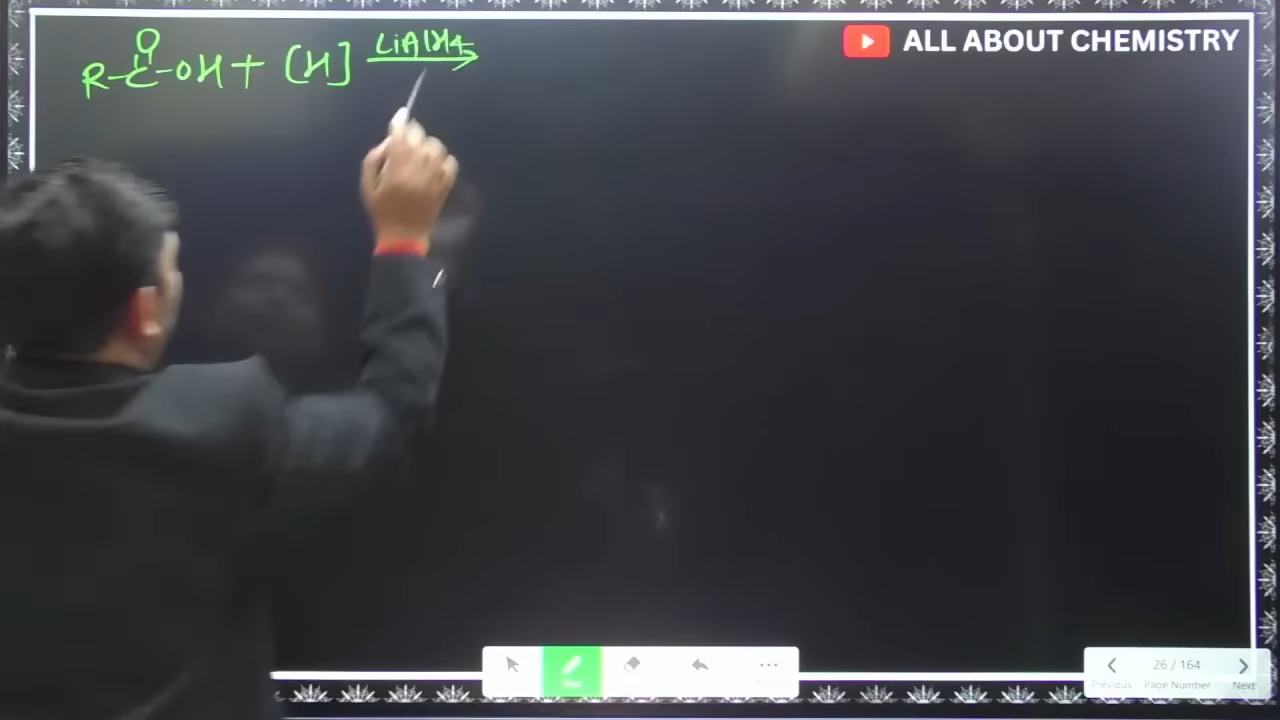 ALL ABOUT CHEMISTRY
LiAlH4
O
R-C-OH + [H]
26 / 164
Previous Page Number Next